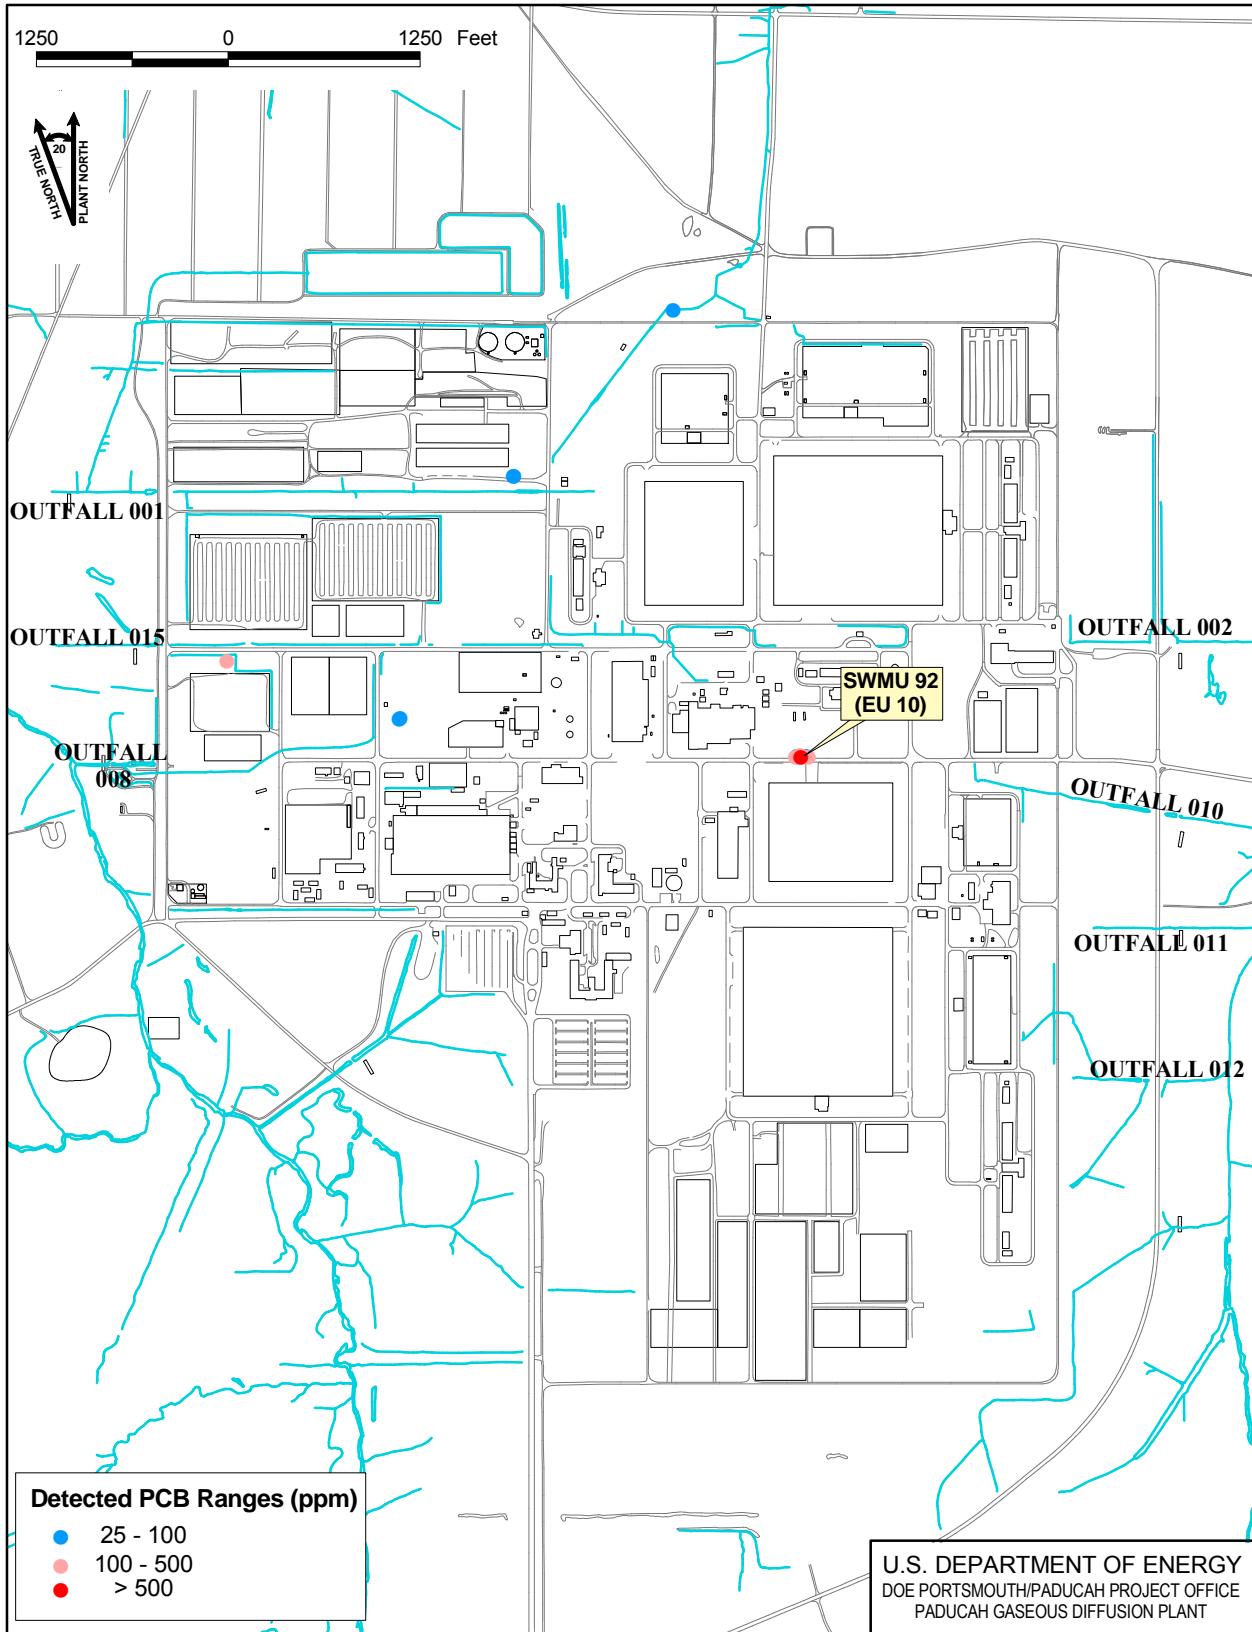 1250 0 1250 Feet
20
TRUE NORTH
PLANT NORTH
OUTFALL 001
OUTFALL 015
OUTFALL 002
SWMU 92
(EU 10)
OUTFALL
008
OUTFALL 010
OUTFALL 011
OUTFALL 012
Detected PCB Ranges (ppm)
25 - 100
100 - 500
> 500
U.S. DEPARTMENT OF ENERGY
DOE PORTSMOUTH/PADUCAH PROJECT OFFICE
PADUCAH GASEOUS DIFFUSION PLANT